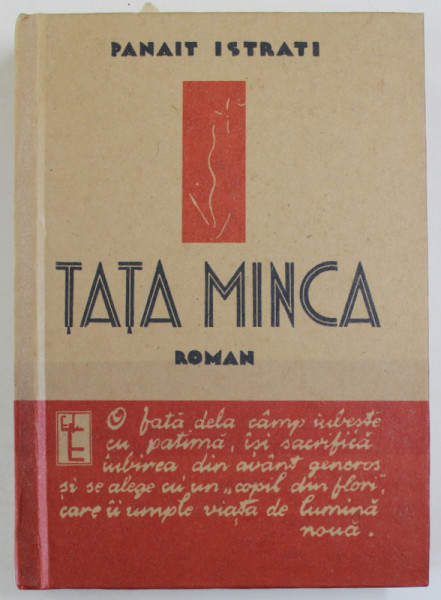 PANAIT ISTRATI
ȚAȚA MINCA
ROMAN
O fată dela câmp iubește
cu patimă, își sacrifică
iubirea din avânt generos
și se alege cu un „copil din flori”,
care îi umple viața de lumină
nouă.